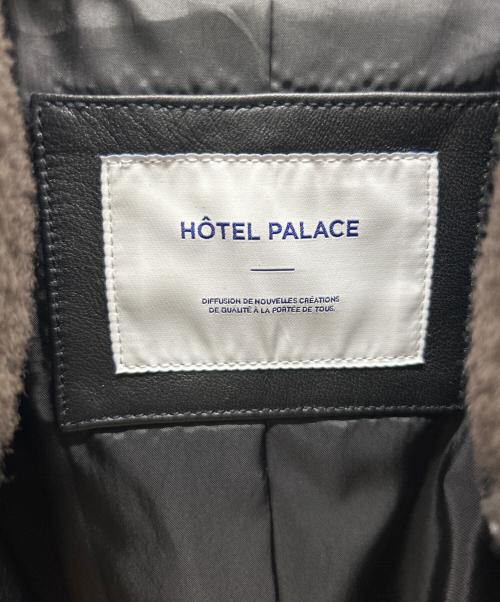 HÔTEL PALACE
DIFFUSION DE NOUVELLES CRÉATIONS
DE QUALITÉ À LA PORTÉE DE TOUS.